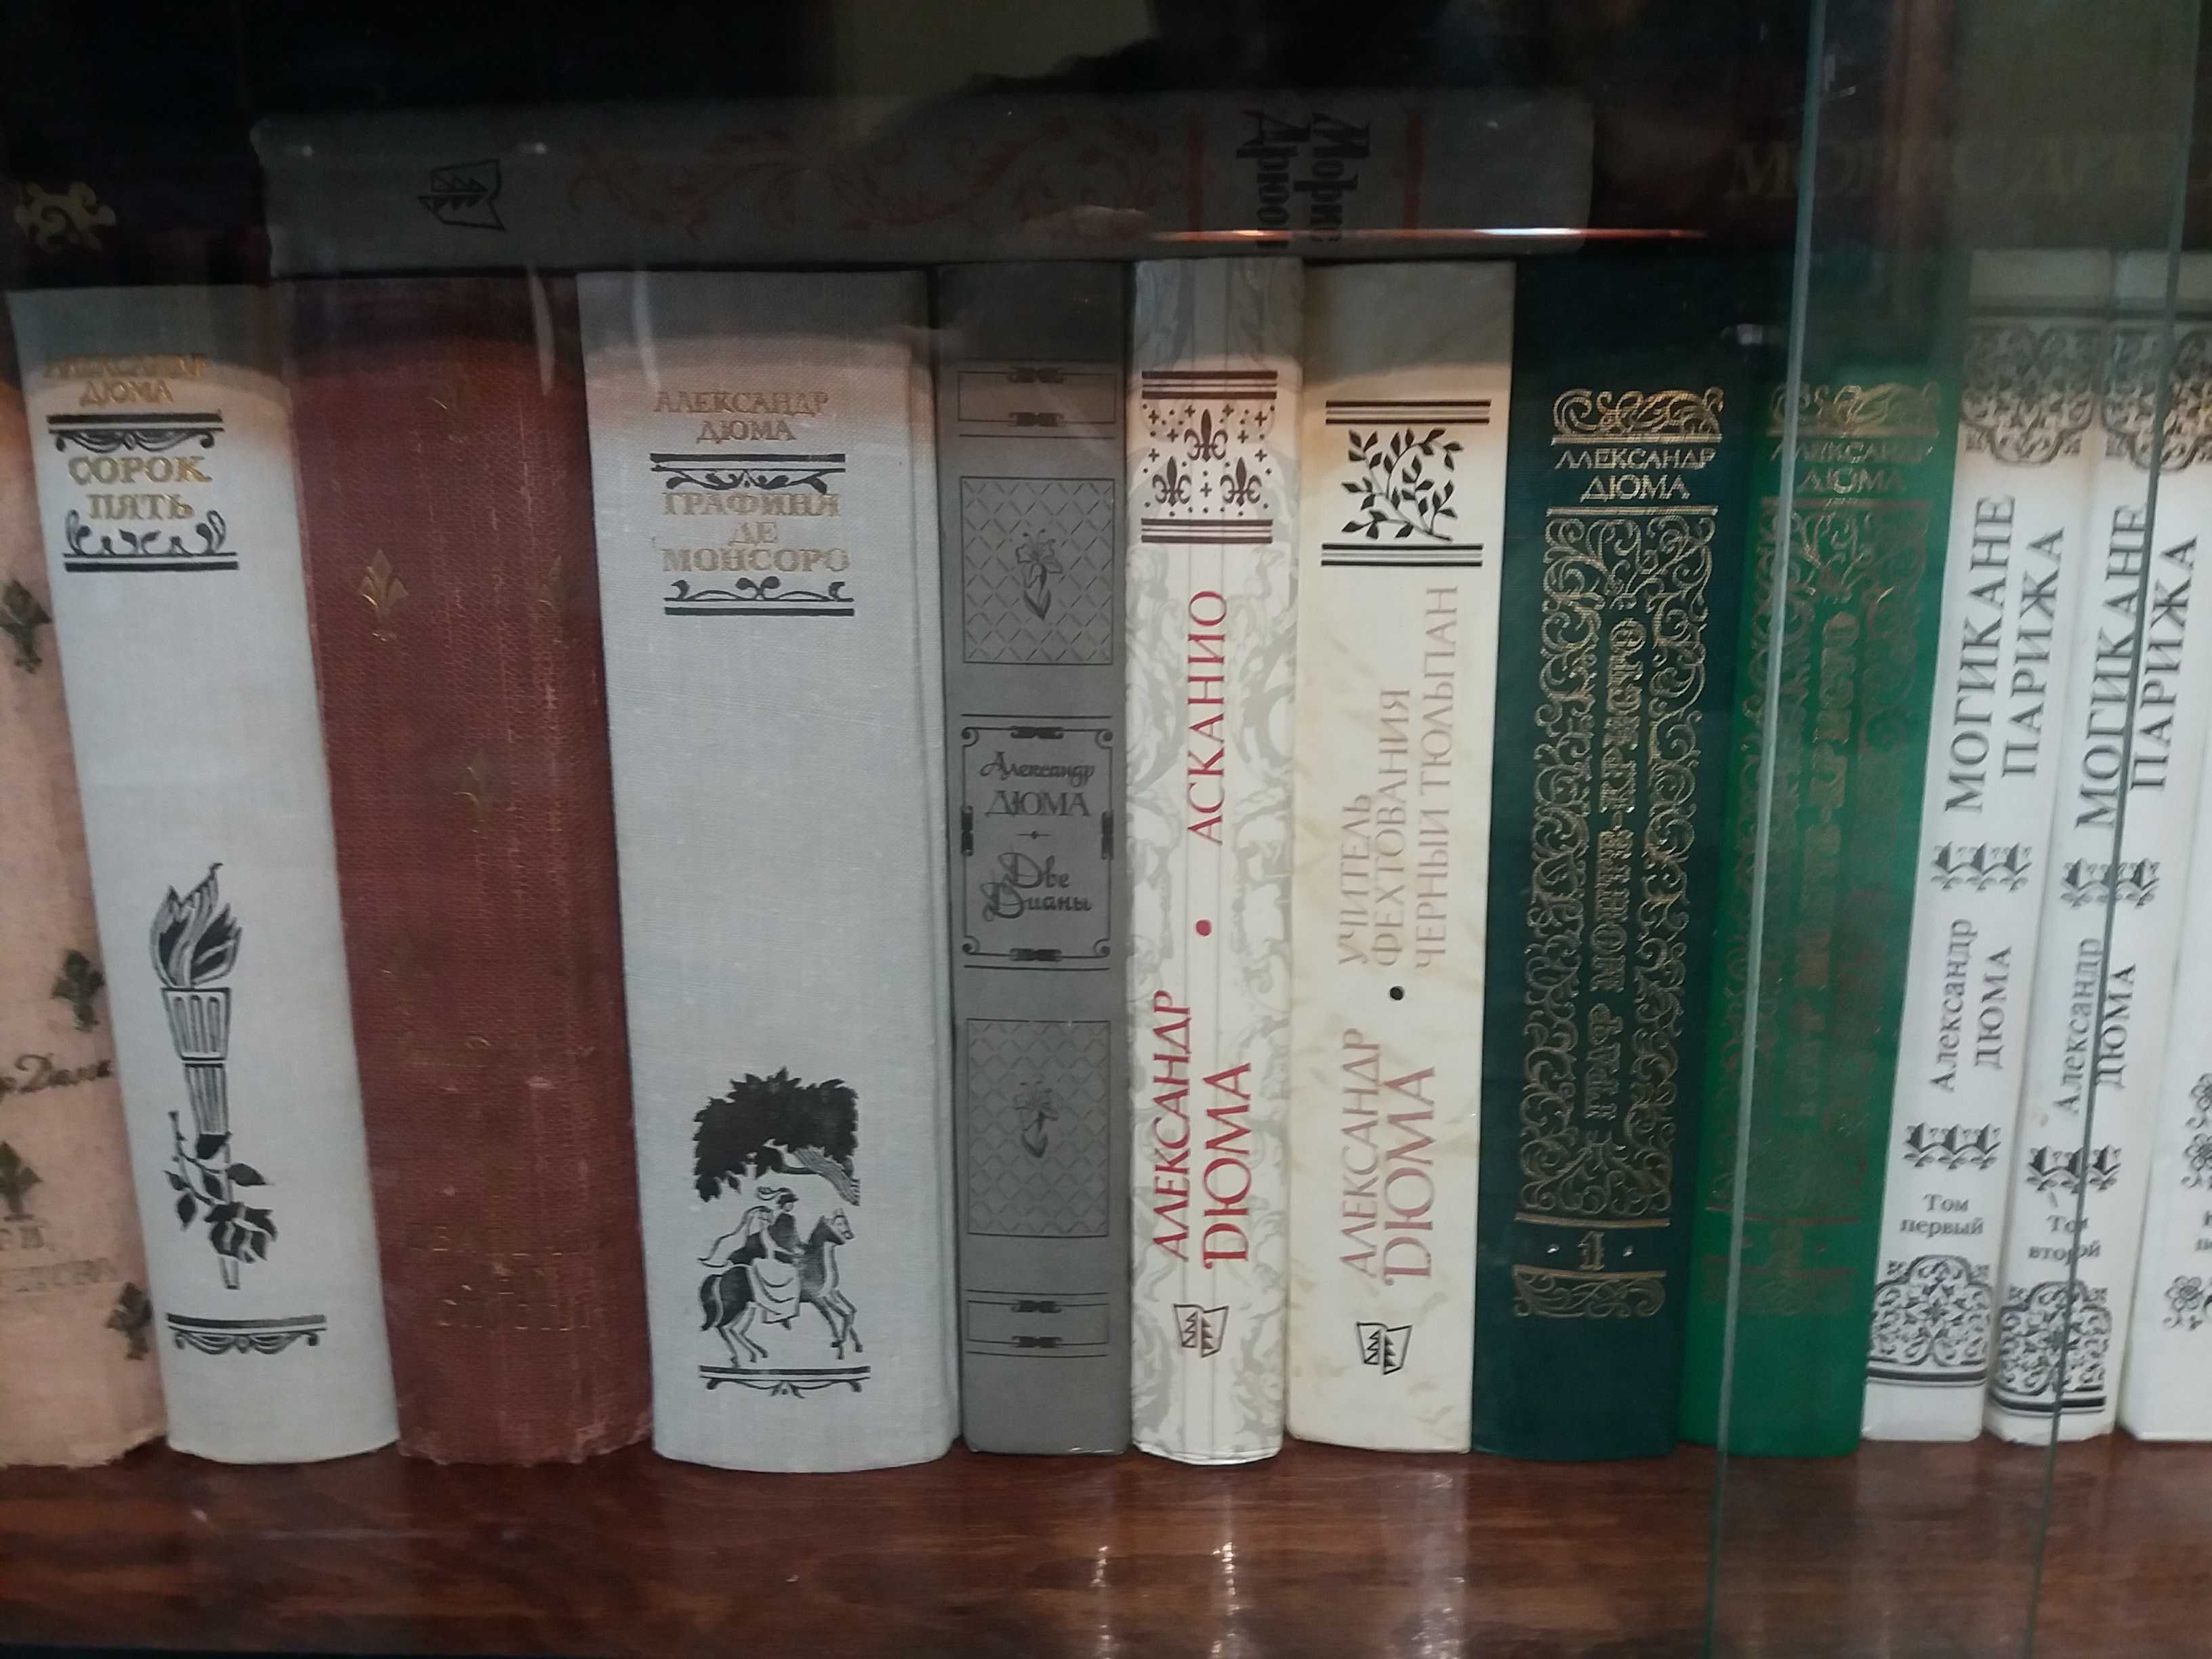 Морис
АЛЕКСАНДР
ДЮМА
СОРОК
ПЯТЬ
АЛЕКСАНДР
ДЮМА
ГРАФИНЯ
ДЕ
МОНСОРО
Александр
ДЮМА
Две
Дианы
АЛЕКСАНДР
ДЮМА
• АСКАНИО
АЛЕКСАНДР
ДЮМА
• УЧИТЕЛЬ
ФЕХТОВАНИЯ
ЧЕРНЫЙ ТЮЛЬПАН
АЛЕКСАНДР
ДЮМА
ГРАФ МОНТЕ-КРИСТО
1
АЛЕКСАНДР
ДЮМА
МОНТЕ-КРИСТО
Александр
ДЮМА
МОГИКАНЕ
ПАРИЖА
Том
первый
Александр
ДЮМА
МОГИКАНЕ
ПАРИЖА
Том
второй